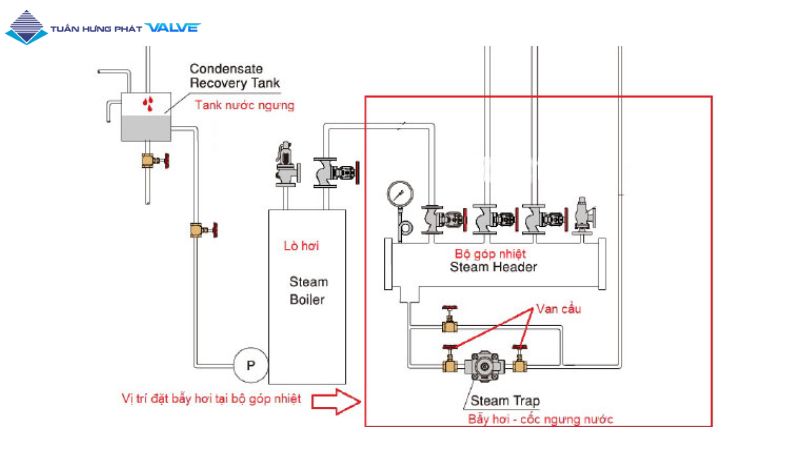 TUẤN HƯNG PHÁT VALVE
Condensate
Recovery Tank
Tank nước ngưng
Lò hơi
Steam
Boiler
Bộ góp nhiệt
Steam Header
Van cầu
P
Vị trí đặt bẫy hơi tại bộ góp nhiệt
Steam Trap
Bẫy hơi - cốc ngưng nước